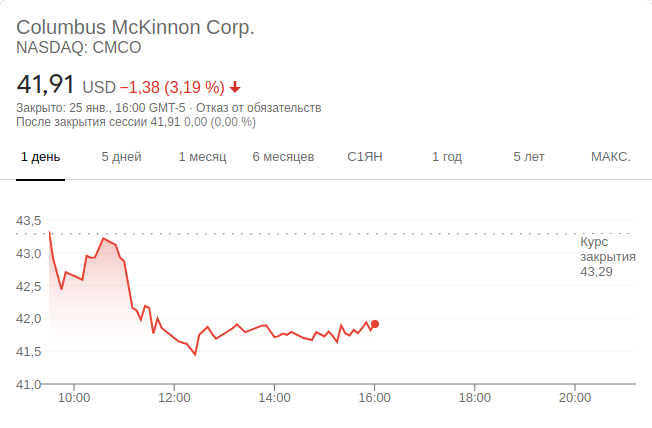 Columbus McKinnon Corp.
NASDAQ: CMCO
41,91 USD −1,38 (3,19 %)
Закрыто: 25 янв., 16:00 GMT-5 · Отказ от обязательств
После закрытия сессии 41,91 0,00 (0,00 %)
1 день 5 дней 1 месяц 6 месяцев С1ЯН 1 год 5 лет МАКС.
43,5
Курс
закрытия
43,29
43,0
42,5
42,0
41,5
41,0
10:00 12:00 14:00 16:00 18:00 20:00